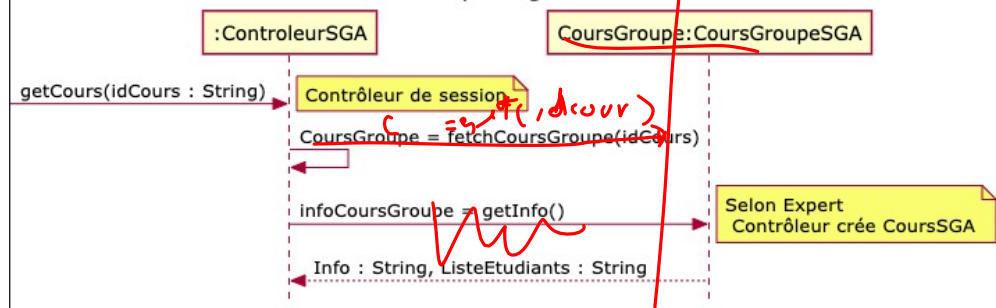 :ControleurSGA
CoursGroupe:CoursGroupeSGA
getCours(idCours : String)
Contrôleur de session
CoursGroupe = fetchCoursGroupe(idCours)
infoCoursGroupe = getInfo()
Selon Expert
Contrôleur crée CoursSGA
Info : String, ListeEtudiants : String